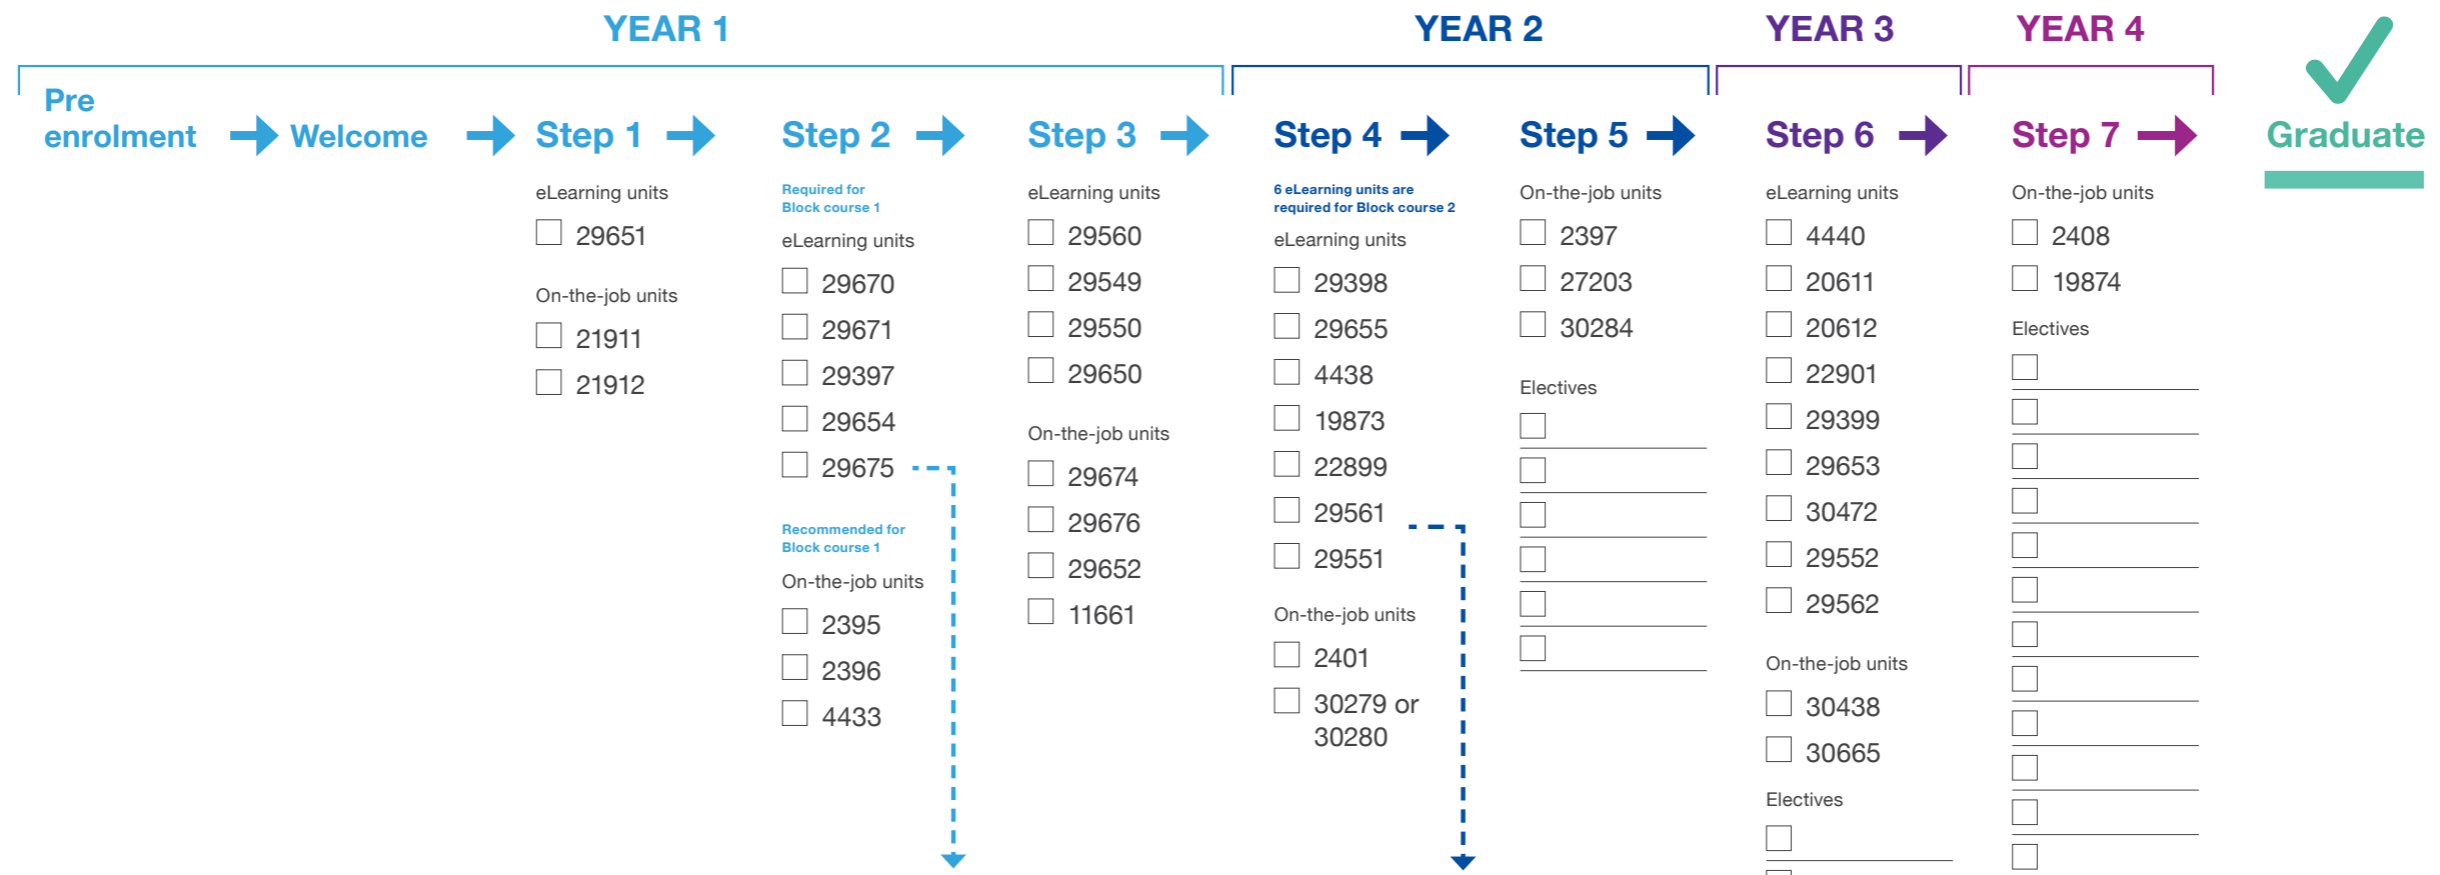 YEAR 1
YEAR 2
YEAR 3
YEAR 4
Pre
enrolment
Welcome
Step 1
eLearning units
29651
On-the-job units
21911
21912
Step 2
Required for
Block course 1
eLearning units
29670
29671
29397
29654
29675
Recommended for
Block course 1
On-the-job units
2395
2396
4433
Step 3
eLearning units
29560
29549
29550
29650
On-the-job units
29674
29676
29652
11661
Step 4
6 eLearning units are
required for Block course 2
eLearning units
29398
29655
4438
19873
22899
29561
29551
On-the-job units
2401
30279 or
30280
Step 5
On-the-job units
2397
27203
30284
Electives
Step 6
eLearning units
4440
20611
20612
22901
29399
29653
30472
29552
29562
On-the-job units
30438
30665
Electives
Step 7
On-the-job units
2408
19874
Electives
Graduate